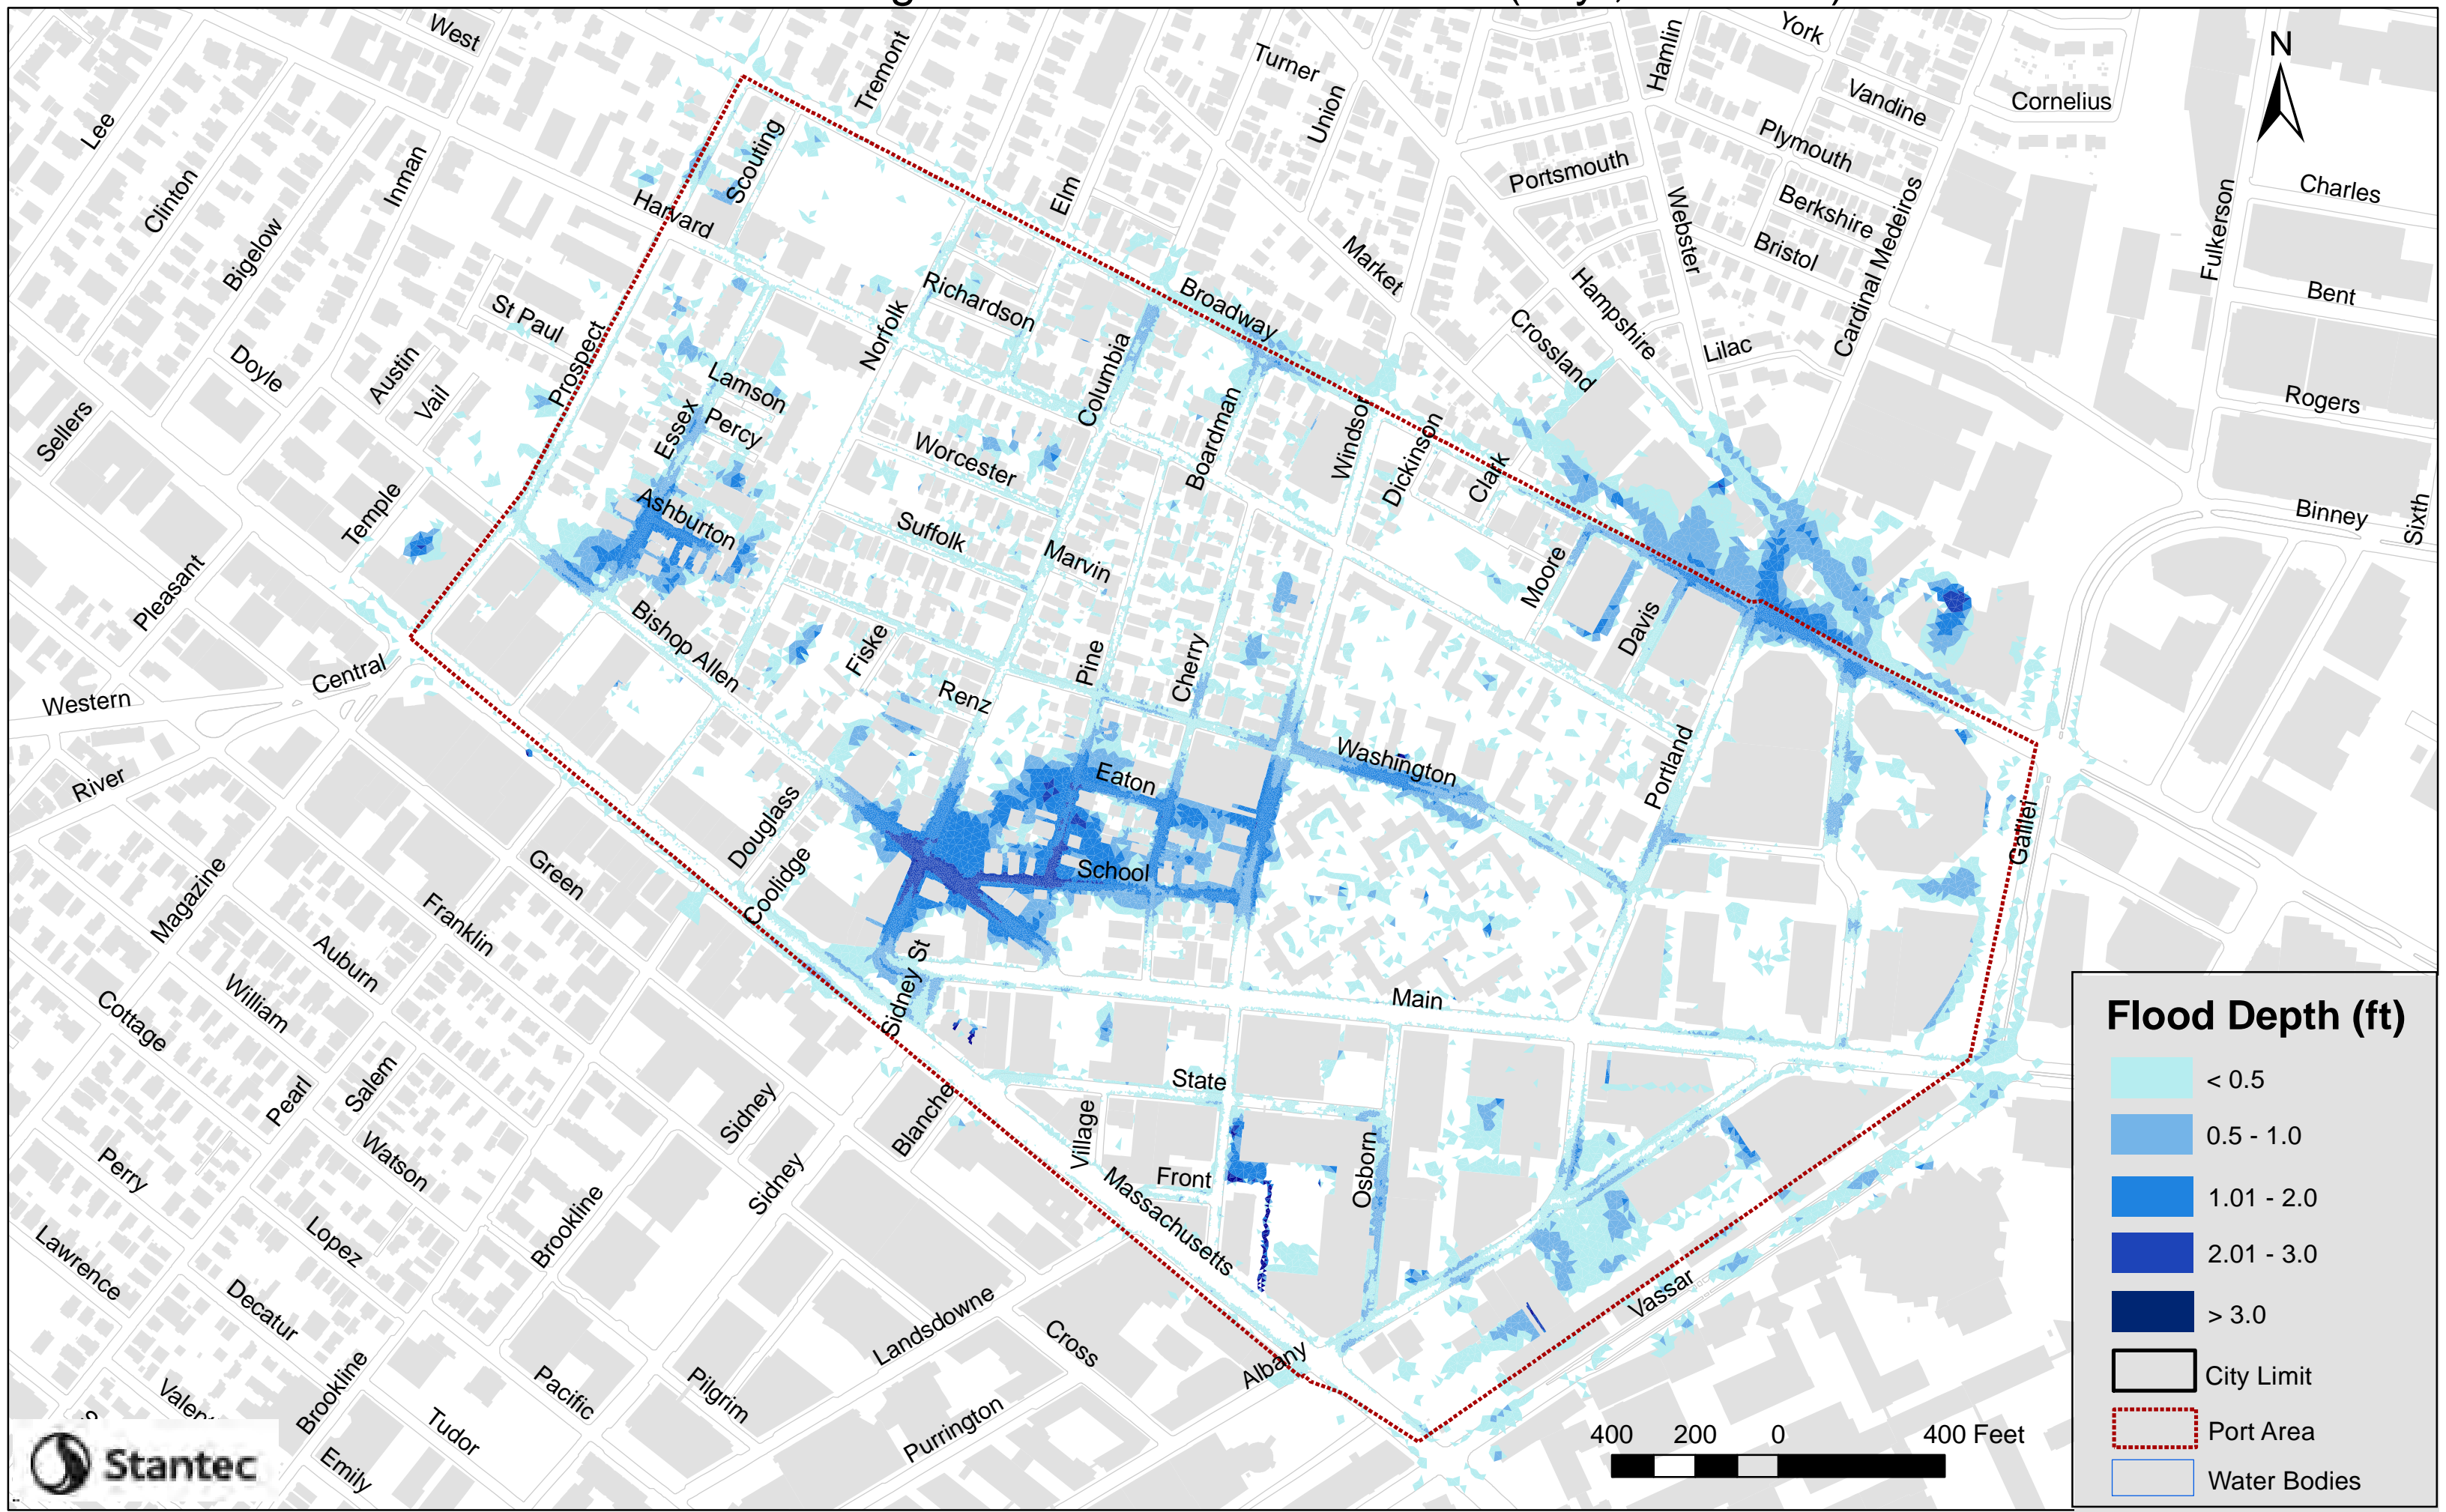 West
Tremont
Turner
Hamlin
York
N
Lee
Scouting
Union
Vandine
Cornelius
Clinton
Inman
Elm
Plymouth
Portsmouth
Charles
Harvard
Berkshire
Fulkerson
Bigelow
Webster
Bristol
Cardinal Medeiros
Market
St Paul
Richardson
Broadway
Hampshire
Bent
Norfolk
Crossland
Lilac
Prospect
Columbia
Doyle
Austin
Vail
Lamson
Rogers
Sellers
Essex
Percy
Boardman
Windsor
Dickinson
Worcester
Clark
Temple
Ashburton
Suffolk
Binney
Sixth
Marvin
Moore
Pleasant
Bishop Allen
Fiske
Davis
Pine
Cherry
Central
Western
Renz
Washington
Portland
River
Eaton
Douglass
Galilei
Magazine
Green
Coolidge
School
Franklin
Auburn
Sidney St
William
Main
Cottage
Pearl
Salem
State
Sidney
Blanche
Village
Perry
Watson
Sidney
Front
Osborn
Massachusetts
Brookline
Lopez
Lawrence
Decatur
Vassar
Landsdowne
Cross
Albany
Brookline
Pacific
Pilgrim
Tudor
Purrington
Emily
Flood Depth (ft)
< 0.5
0.5 - 1.0
1.01 - 2.0
2.01 - 3.0
> 3.0
City Limit
Port Area
Water Bodies
400 200 0 400 Feet
Stantec